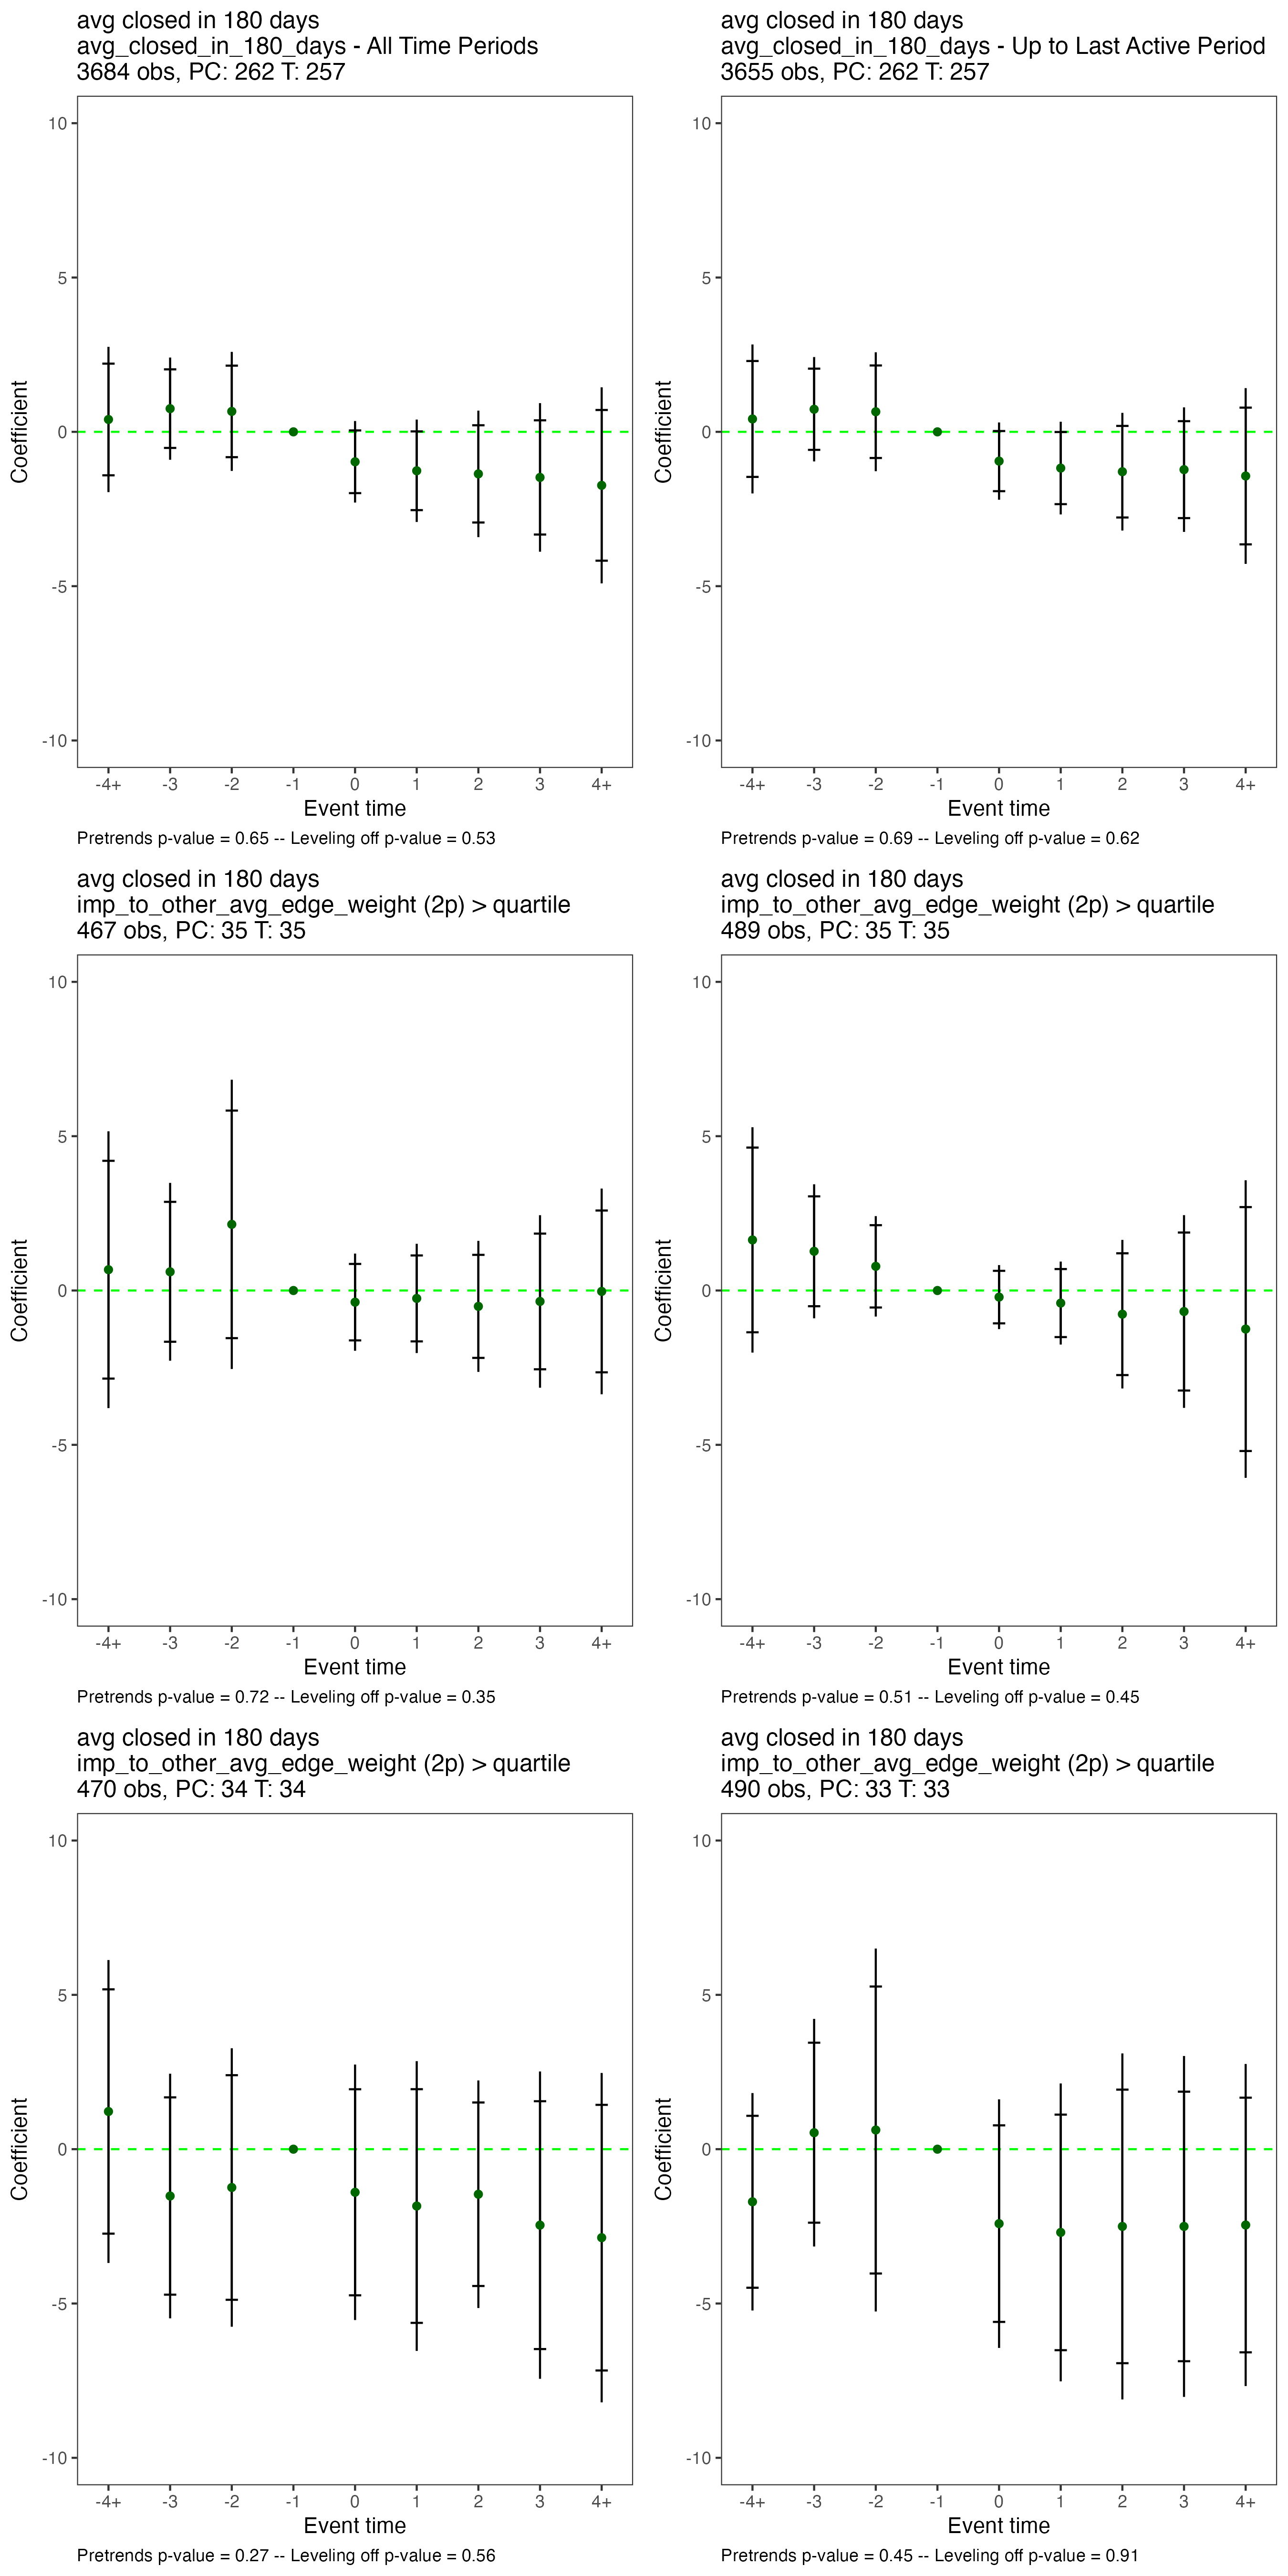 avg closed in 180 days
avg_closed_in_180_days - All Time Periods
3684 obs, PC: 262 T: 257
10
5
0
-5
-10
Coefficient
-4+ -3 -2 -1 0 1 2 3 4+
Event time
Pretrends p-value = 0.65 -- Leveling off p-value = 0.53
avg closed in 180 days
avg_closed_in_180_days - Up to Last Active Period
3655 obs, PC: 262 T: 257
10
5
0
-5
-10
Coefficient
-4+ -3 -2 -1 0 1 2 3 4+
Event time
Pretrends p-value = 0.69 -- Leveling off p-value = 0.62
avg closed in 180 days
imp_to_other_avg_edge_weight (2p) > quartile
467 obs, PC: 35 T: 35
10
5
0
-5
-10
Coefficient
-4+ -3 -2 -1 0 1 2 3 4+
Event time
Pretrends p-value = 0.72 -- Leveling off p-value = 0.35
avg closed in 180 days
imp_to_other_avg_edge_weight (2p) > quartile
489 obs, PC: 35 T: 35
10
5
0
-5
-10
Coefficient
-4+ -3 -2 -1 0 1 2 3 4+
Event time
Pretrends p-value = 0.51 -- Leveling off p-value = 0.45
avg closed in 180 days
imp_to_other_avg_edge_weight (2p) > quartile
470 obs, PC: 34 T: 34
10
5
0
-5
-10
Coefficient
-4+ -3 -2 -1 0 1 2 3 4+
Event time
Pretrends p-value = 0.27 -- Leveling off p-value = 0.56
avg closed in 180 days
imp_to_other_avg_edge_weight (2p) > quartile
490 obs, PC: 33 T: 33
10
5
0
-5
-10
Coefficient
-4+ -3 -2 -1 0 1 2 3 4+
Event time
Pretrends p-value = 0.45 -- Leveling off p-value = 0.91